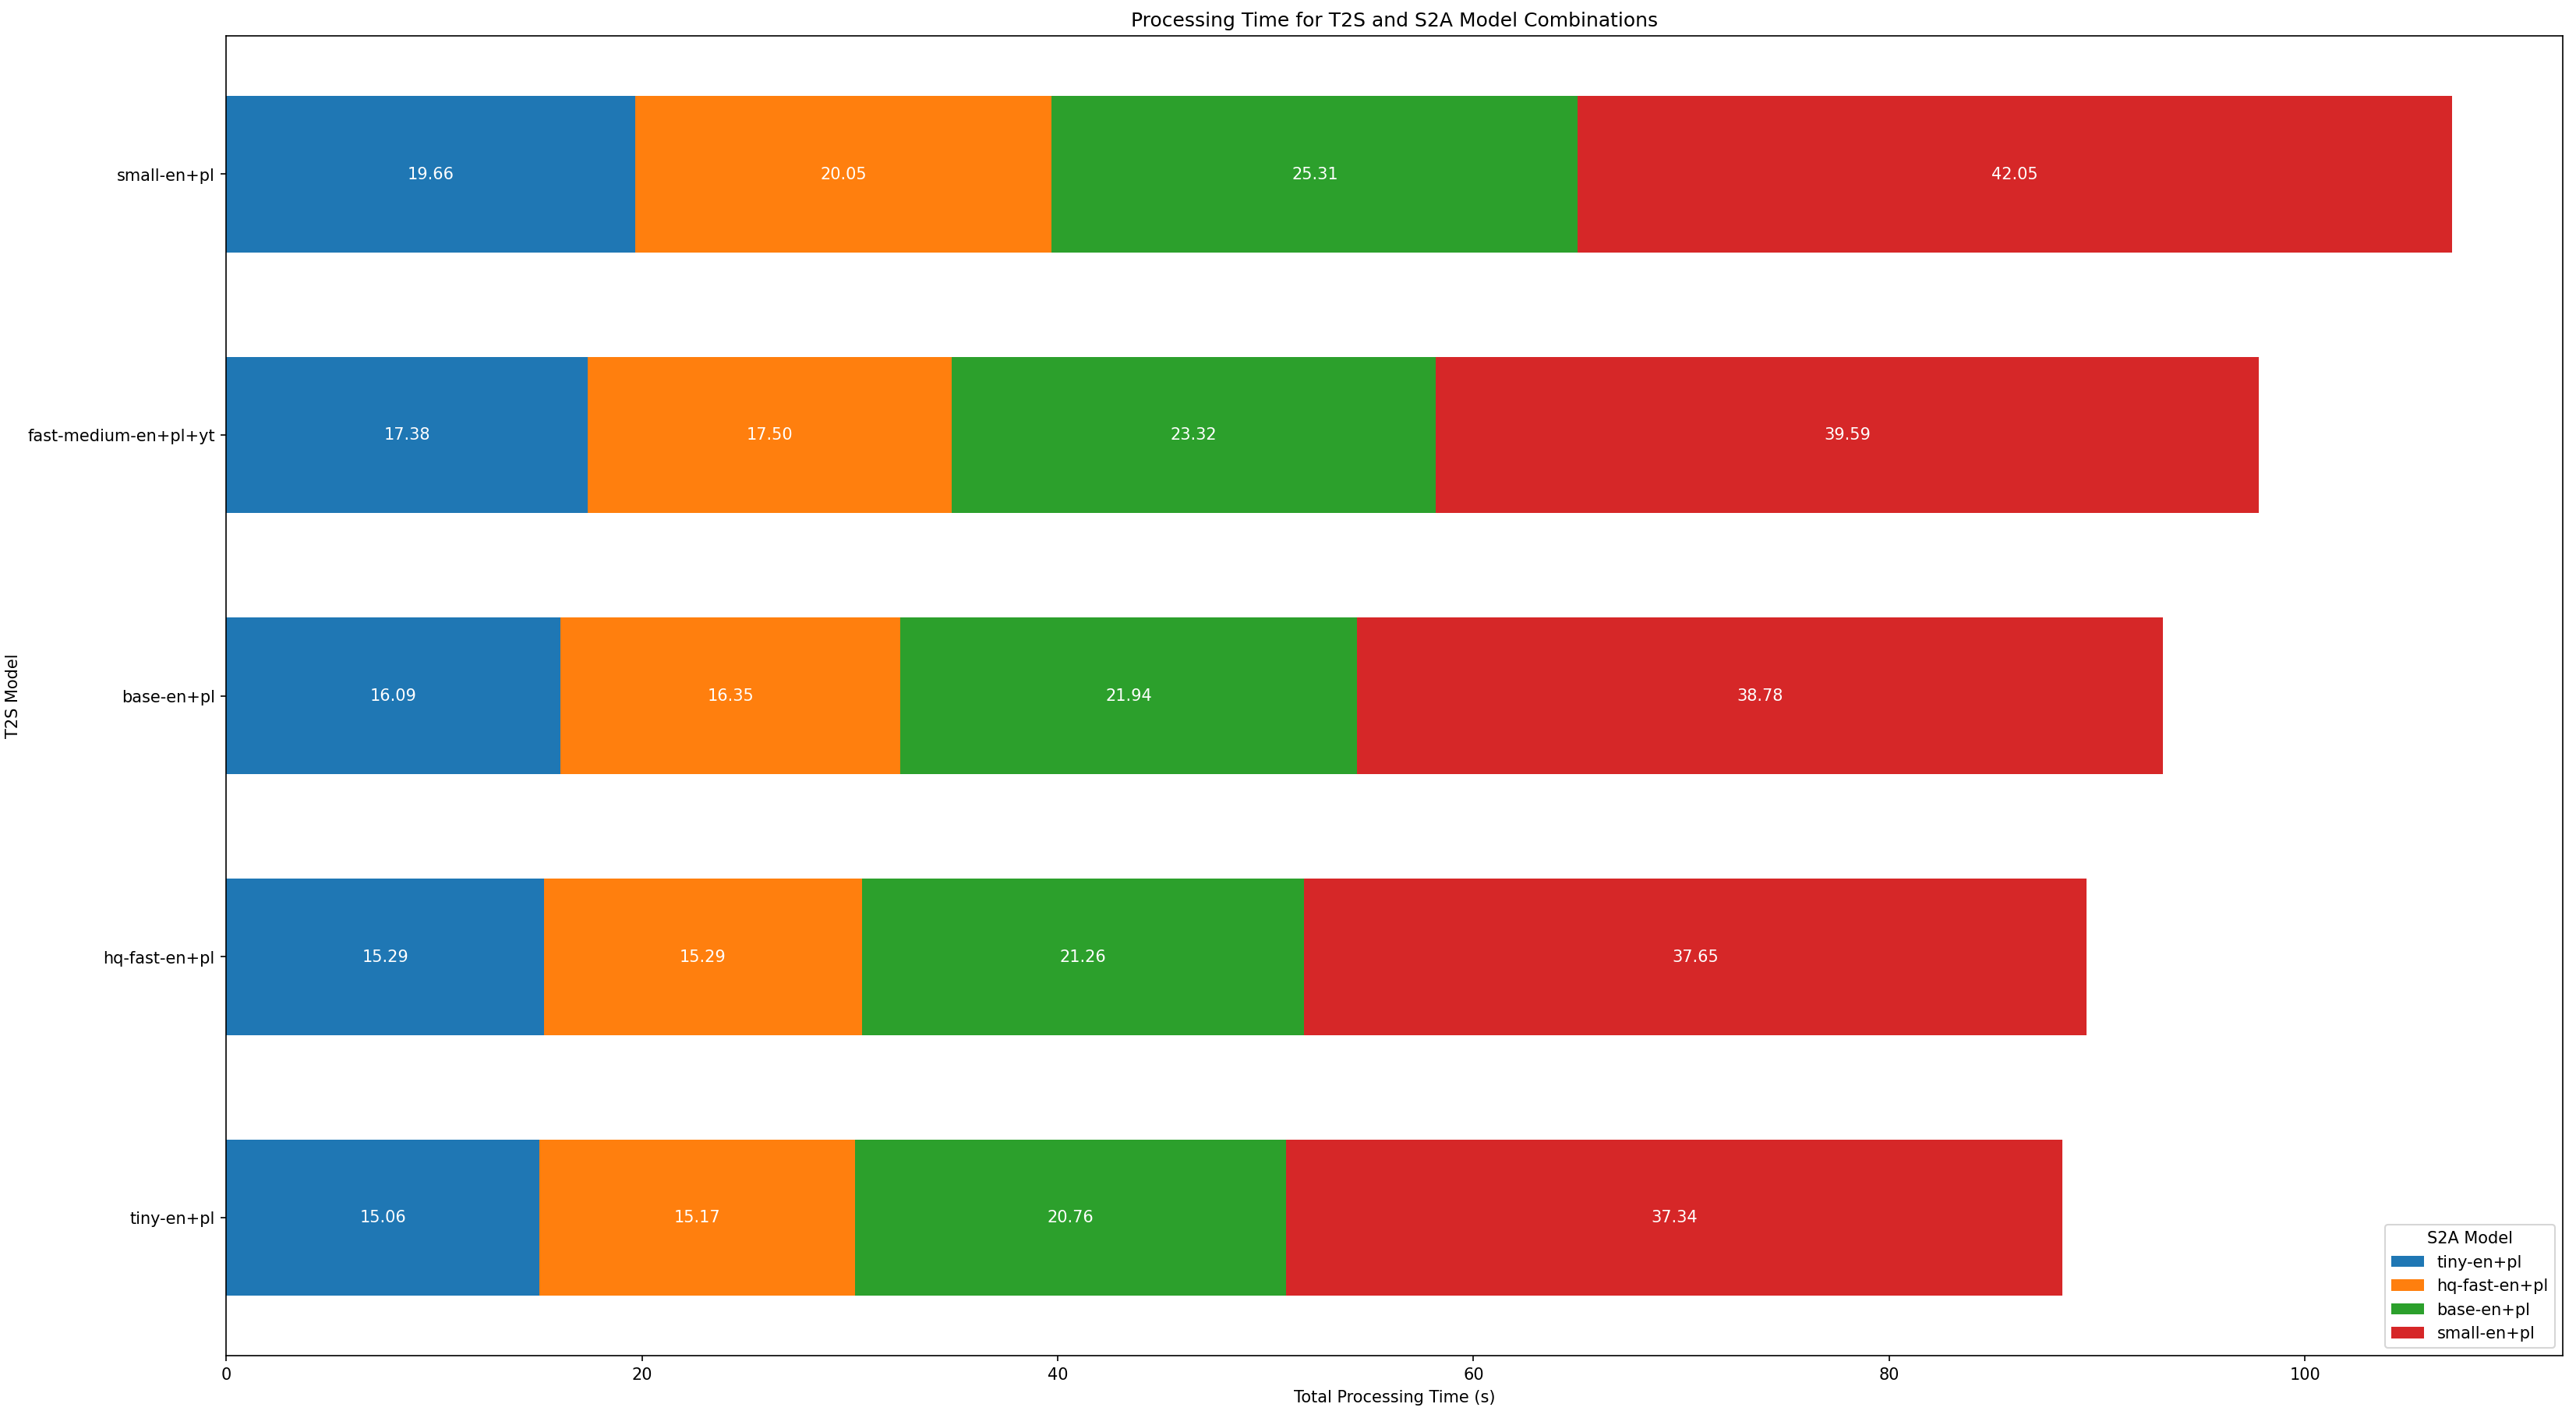 Processing Time for T2S and S2A Model Combinations
T2S Model
small-en+pl
19.66 20.05 25.31 42.05
fast-medium-en+pl+yt
17.38 17.50 23.32 39.59
base-en+pl
16.09 16.35 21.94 38.78
hq-fast-en+pl
15.29 15.29 21.26 37.65
tiny-en+pl
15.06 15.17 20.76 37.34
S2A Model
tiny-en+pl
hq-fast-en+pl
base-en+pl
small-en+pl
0 20 40 60 80 100
Total Processing Time (s)